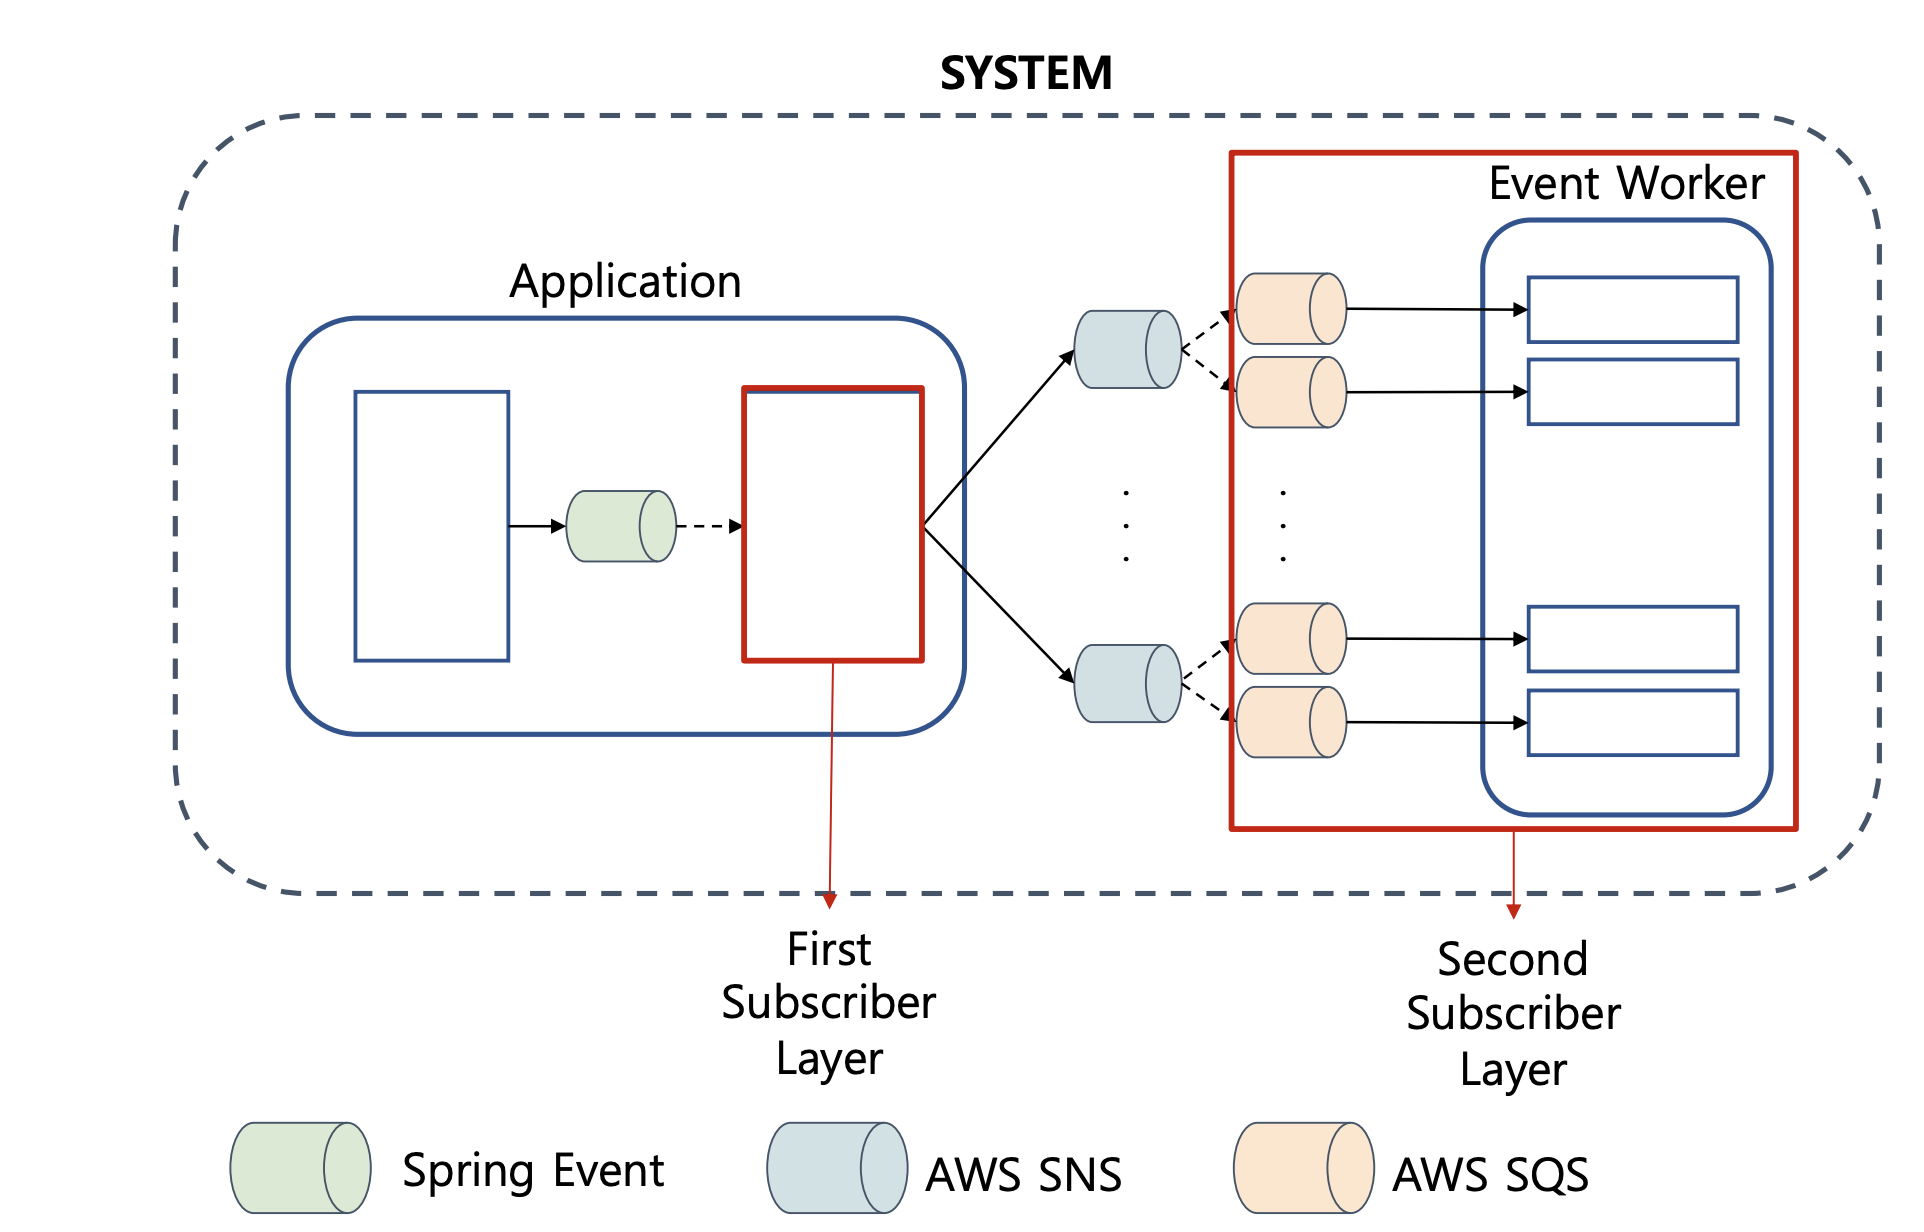 SYSTEM
Event Worker
Application
First
Subscriber
Layer
Second
Subscriber
Layer
Spring Event
AWS SNS
AWS SQS